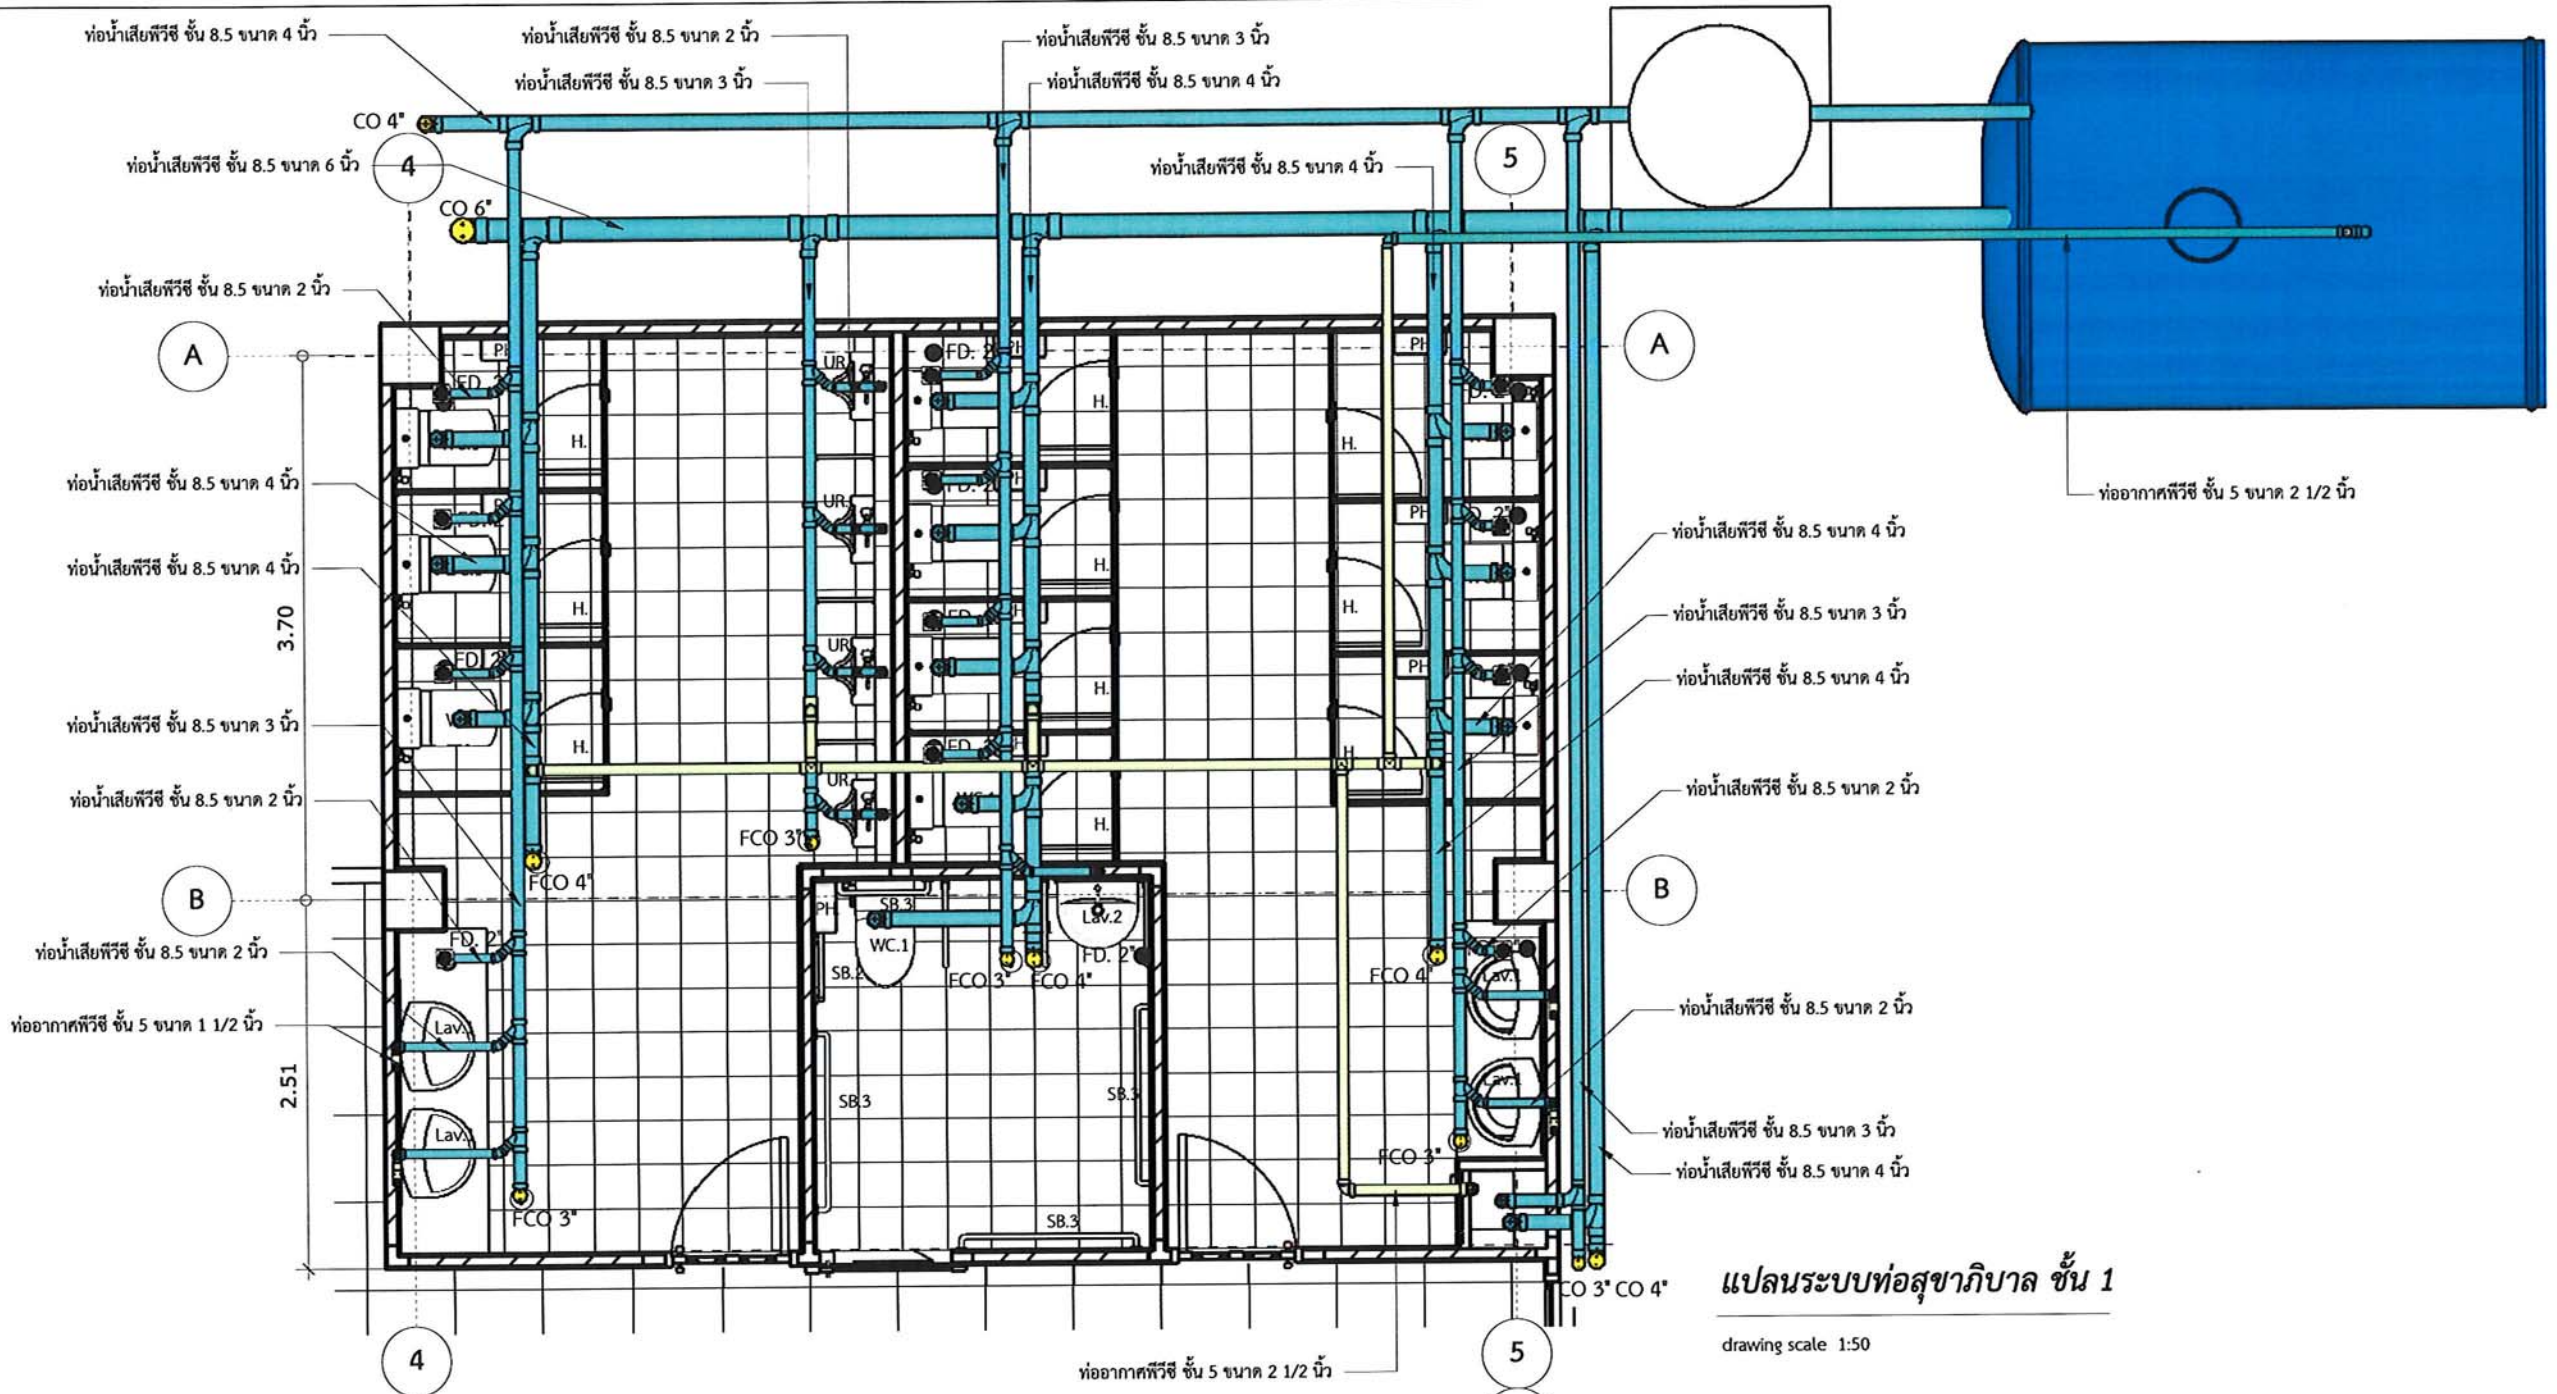 ท่อน้ำเสียพีวีซี ชั้น 8.5 ขนาด 4 นิ้ว
ท่อน้ำเสียพีวีซี ชั้น 8.5 ขนาด 2 นิ้ว
ท่อน้ำเสียพีวีซี ชั้น 8.5 ขนาด 3 นิ้ว
ท่อน้ำเสียพีวีซี ชั้น 8.5 ขนาด 3 นิ้ว
ท่อน้ำเสียพีวีซี ชั้น 8.5 ขนาด 4 นิ้ว
CO 4"
4
ท่อน้ำเสียพีวีซี ชั้น 8.5 ขนาด 6 นิ้ว
ท่อน้ำเสียพีวีซี ชั้น 8.5 ขนาด 4 นิ้ว
5
CO 6"
ท่อน้ำเสียพีวีซี ชั้น 8.5 ขนาด 2 นิ้ว
A
A
UR
FD. 2
PH
FD. 2
H.
H.
H.
ท่อน้ำเสียพีวีซี ชั้น 8.5 ขนาด 4 นิ้ว
UR
PH
ท่ออากาศพีวีซี ชั้น 5 ขนาด 2 1/2 นิ้ว
ท่อน้ำเสียพีวีซี ชั้น 8.5 ขนาด 4 นิ้ว
ท่อน้ำเสียพีวีซี ชั้น 8.5 ขนาด 4 นิ้ว
H.
H.
H.
ท่อน้ำเสียพีวีซี ชั้น 8.5 ขนาด 3 นิ้ว
3.70
FD. 2"
UR
PH
ท่อน้ำเสียพีวีซี ชั้น 8.5 ขนาด 4 นิ้ว
H.
ท่อน้ำเสียพีวีซี ชั้น 8.5 ขนาด 3 นิ้ว
H.
H
UR
ท่อน้ำเสียพีวีซี ชั้น 8.5 ขนาด 2 นิ้ว
ท่อน้ำเสียพีวีซี ชั้น 8.5 ขนาด 2 นิ้ว
H.
FCO 3"
FCO 4"
B
B
PH
SB.3
Lav.2
WC.1
FD. 2"
ท่อน้ำเสียพีวีซี ชั้น 8.5 ขนาด 2 นิ้ว
SB.2
FCO 3"
FCO 4"
FD. 2"
FCO 4"
Lav.1
ท่ออากาศพีวีซี ชั้น 5 ขนาด 1 1/2 นิ้ว
Lav.
ท่อน้ำเสียพีวีซี ชั้น 8.5 ขนาด 2 นิ้ว
2.51
SB.3
SB.3
Lav.1
Lav.
ท่อน้ำเสียพีวีซี ชั้น 8.5 ขนาด 3 นิ้ว
FCO 3"
ท่อน้ำเสียพีวีซี ชั้น 8.5 ขนาด 4 นิ้ว
FCO 3"
SB.3
CO 3" CO 4"
แปลนระบบท่อสุขาภิบาล ชั้น 1
drawing scale 1:50
4
5
ท่ออากาศพีวีซี ชั้น 5 ขนาด 2 1/2 นิ้ว